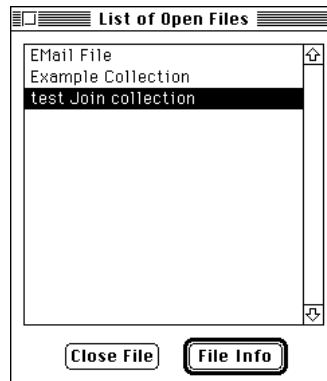 List of Open Files
EMail File
Example Collection
test Join collection
Close File
File Info